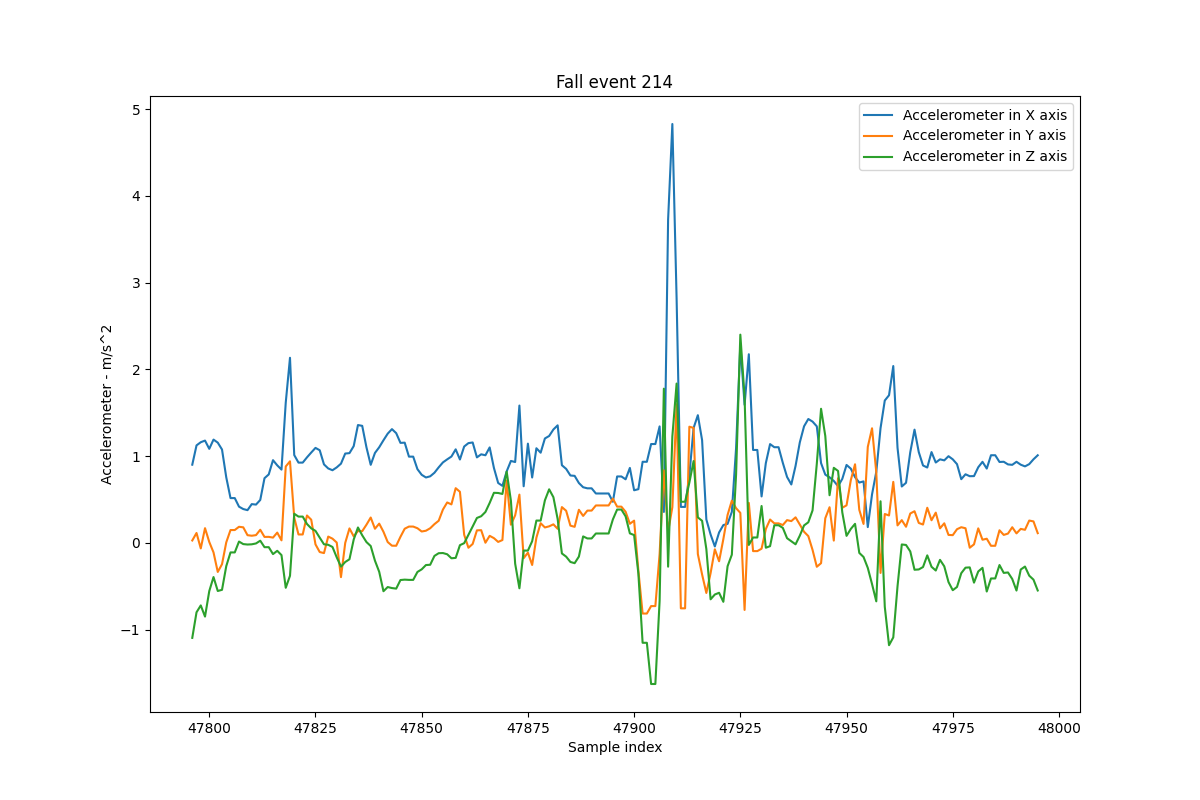 Fall event 214
Accelerometer in X axis
Accelerometer in Y axis
Accelerometer in Z axis
Accelerometer - m/s^2
5
4
3
2
1
0
−1
47800 47825 47850 47875 47900 47925 47950 47975 48000
Sample index